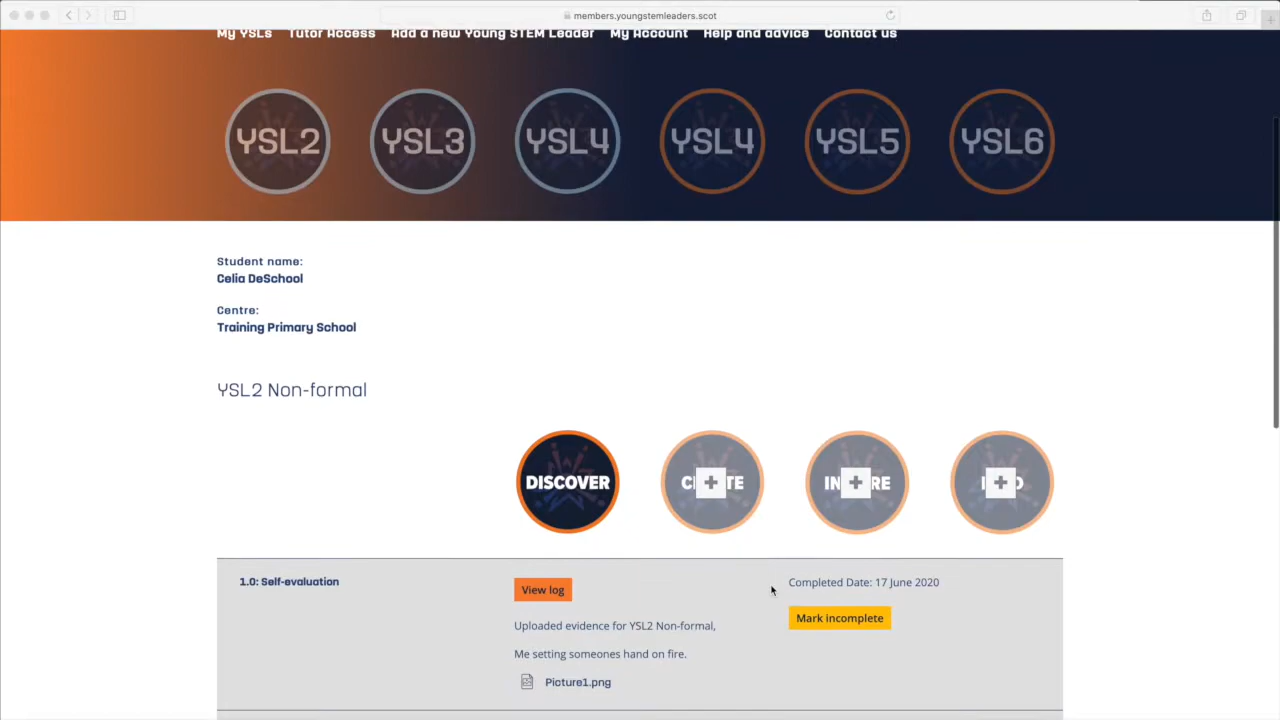 members.youngstemleaders.scot
My YSLs Tutor Access Add a new Young STEM Leader My Account Help and advice Contact us
YSL2 YSL3 YSL4 YSL4 YSL5 YSL6
Student name:
Celia DeSchool
Centre:
Training Primary School
YSL2 Non-formal
DISCOVER
1.0: Self-evaluation
View log
Completed Date: 17 June 2020
Mark incomplete
Uploaded evidence for YSL2 Non-formal,
Me setting someones hand on fire.
Picture1.png